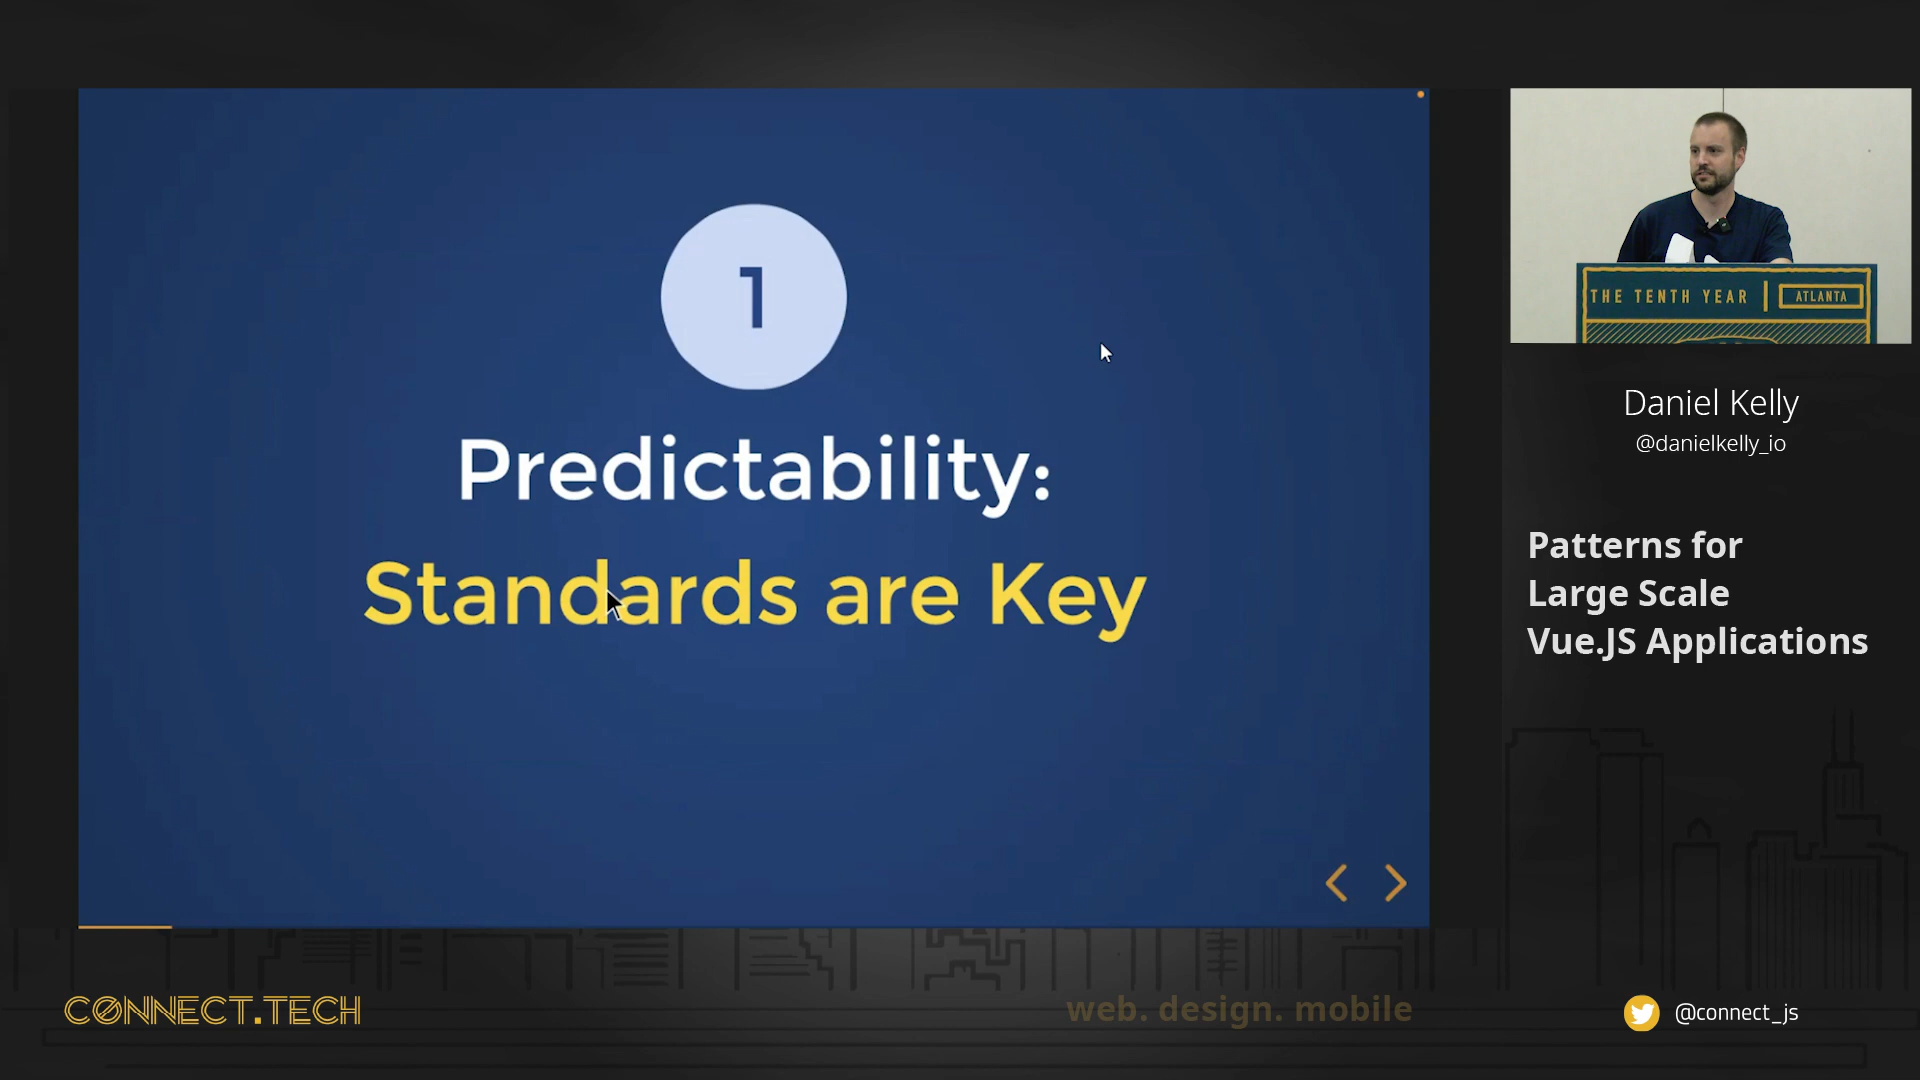 1
Predictability:
Standards are Key
THE TENTH YEAR | ATLANTA
Daniel Kelly
@danielkelly_io
Patterns for
Large Scale
Vue.JS Applications
CONNECT.TECH
web. design. mobile
@connect_js